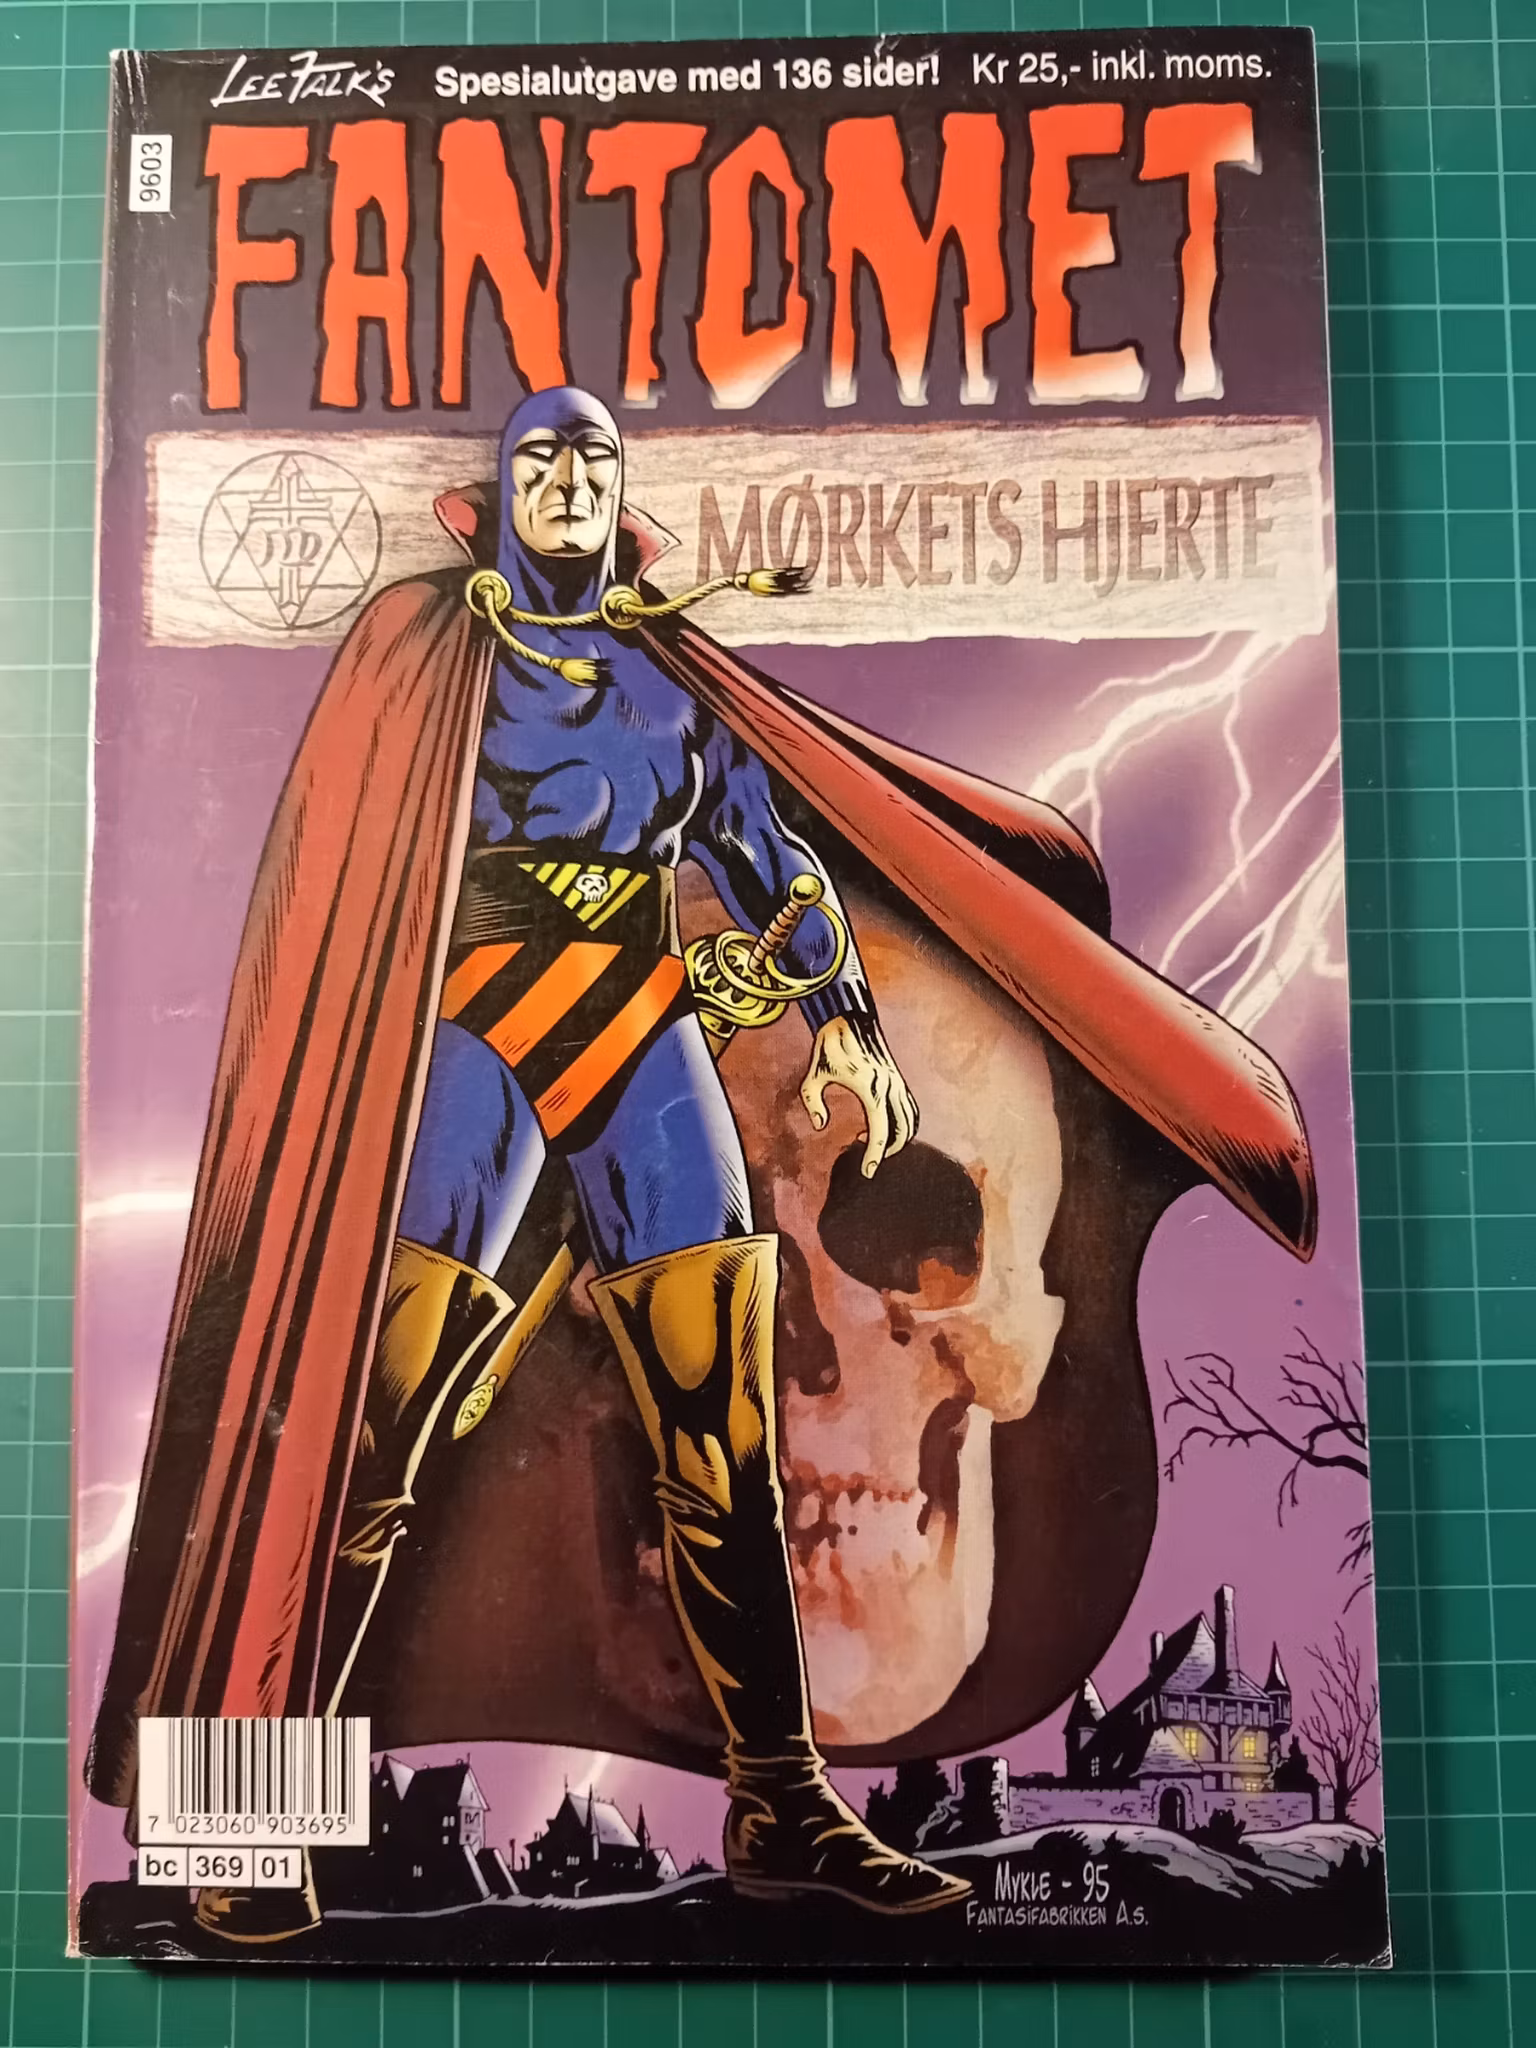 LEE FALK'S
Spesialutgave med 136 sider!
Kr 25,- inkl. moms.
9603
FANTOMET
MØRKETS HJERTE
7 023060 903695
bc 369 01
MYKLE - 95
FANTASIFABRIKKEN A.S.